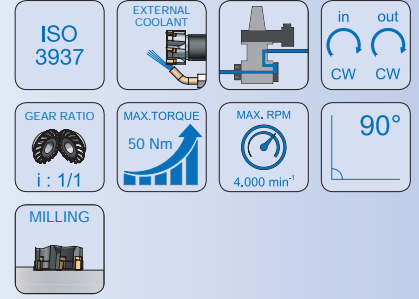 ISO
3937
EXTERNAL
COOLANT
in out
CW CW
GEAR RATIO
i : 1/1
MAX.TORQUE
50 Nm
MAX. RPM
4.000 min⁻¹
90°
MILLING